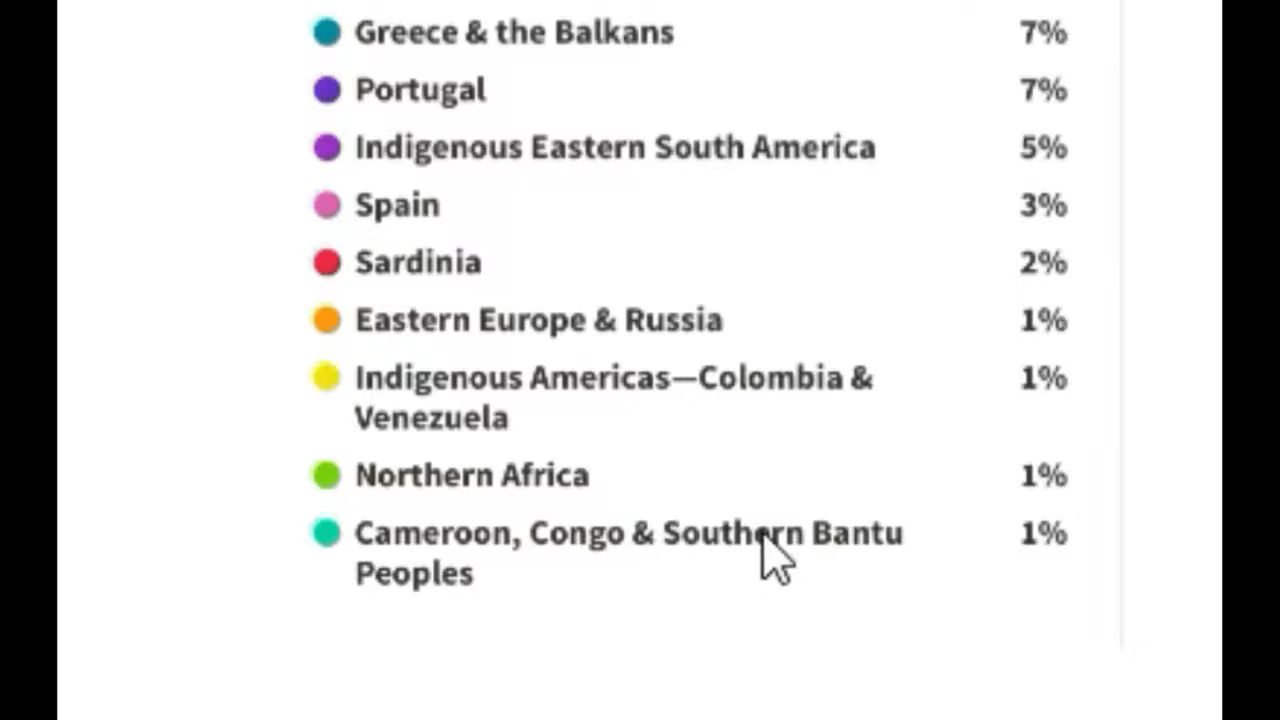 Greece & the Balkans 7%
Portugal 7%
Indigenous Eastern South America 5%
Spain 3%
Sardinia 2%
Eastern Europe & Russia 1%
Indigenous Americas—Colombia & 1%
Venezuela
Northern Africa 1%
Cameroon, Congo & Southern Bantu 1%
Peoples